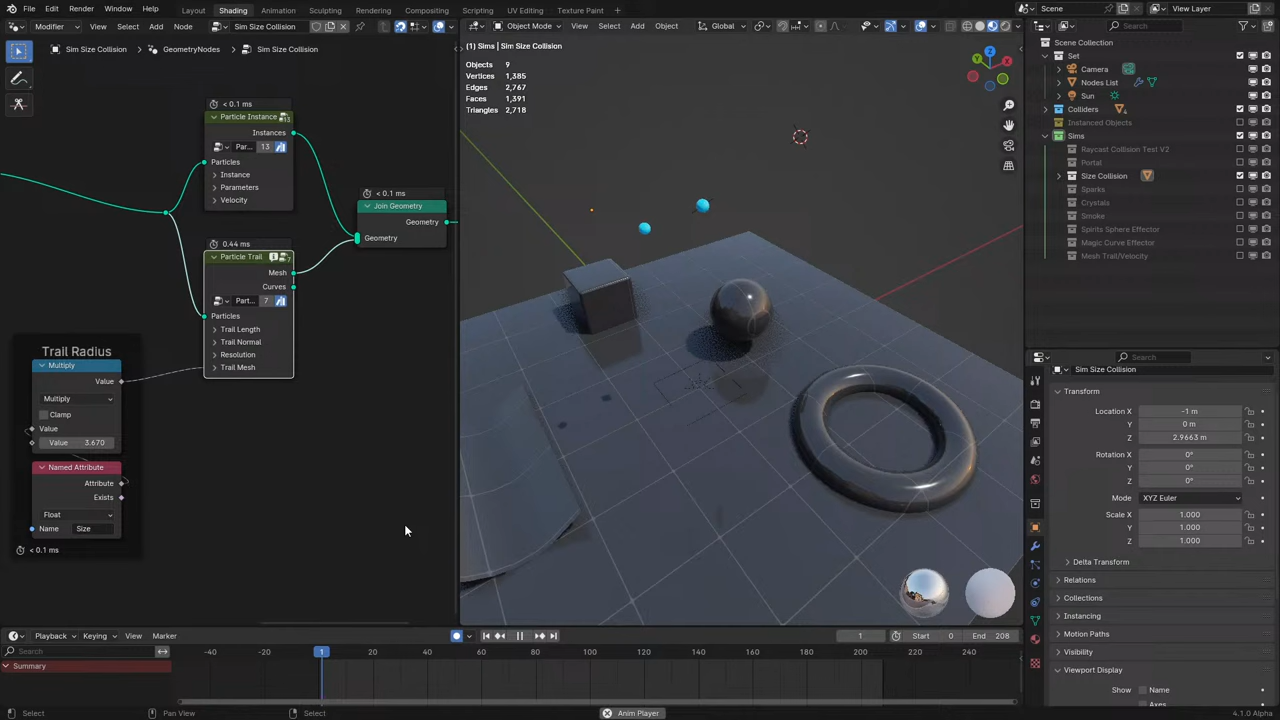 File Edit Render Window Help
Layout Shading Animation Sculpting Rendering Compositing Scripting UV Editing Texture Paint
Scene
View Layer
Modifier View Select Add Node
Sim Size Collision
Object Mode View Select Add Object
Global
Sim Size Collision GeometryNodes Sim Size Collision
(1) Sims | Sim Size Collision
Objects 9
Vertices 1,385
Edges 2,767
Faces 1,391
Triangles 2,718
< 0.1 ms
Particle Instance
Instances
Par... 13
Particles
Instance
Parameters
Velocity
< 0.1 ms
Join Geometry
Geometry
Geometry
0.44 ms
Particle Trail
Mesh
Curves
Part... 7
Particles
Trail Length
Trail Normal
Resolution
Trail Mesh
Trail Radius
Multiply
Value
Multiply
Clamp
Value
Value 3.670
Named Attribute
Attribute
Exists
Float
Name Size
< 0.1 ms
Search
Scene Collection
Set
Camera
Nodes List
Sun
Colliders
Instanced Objects
Sims
Raycast Collision Test V2
Portal
Size Collision
Sparks
Crystals
Smoke
Spirits Sphere Effector
Magic Curve Effector
Mesh Trail/Velocity
Search
Sim Size Collision
Transform
Location X -1 m
Y 0 m
Z 2.9663 m
Rotation X 0°
Y 0°
Z 0°
Mode XYZ Euler
Scale X 1.000
Y 1.000
Z 1.000
Delta Transform
Relations
Collections
Instancing
Motion Paths
Visibility
Viewport Display
Show Name
Axes
Playback Keying View Marker
1 Start 0 End 208
Search
-40 -20 1 20 40 60 80 100 120 140 160 180 200 220 240
Summary
Select Pan View Select Anim Player 4.1.0 Alpha